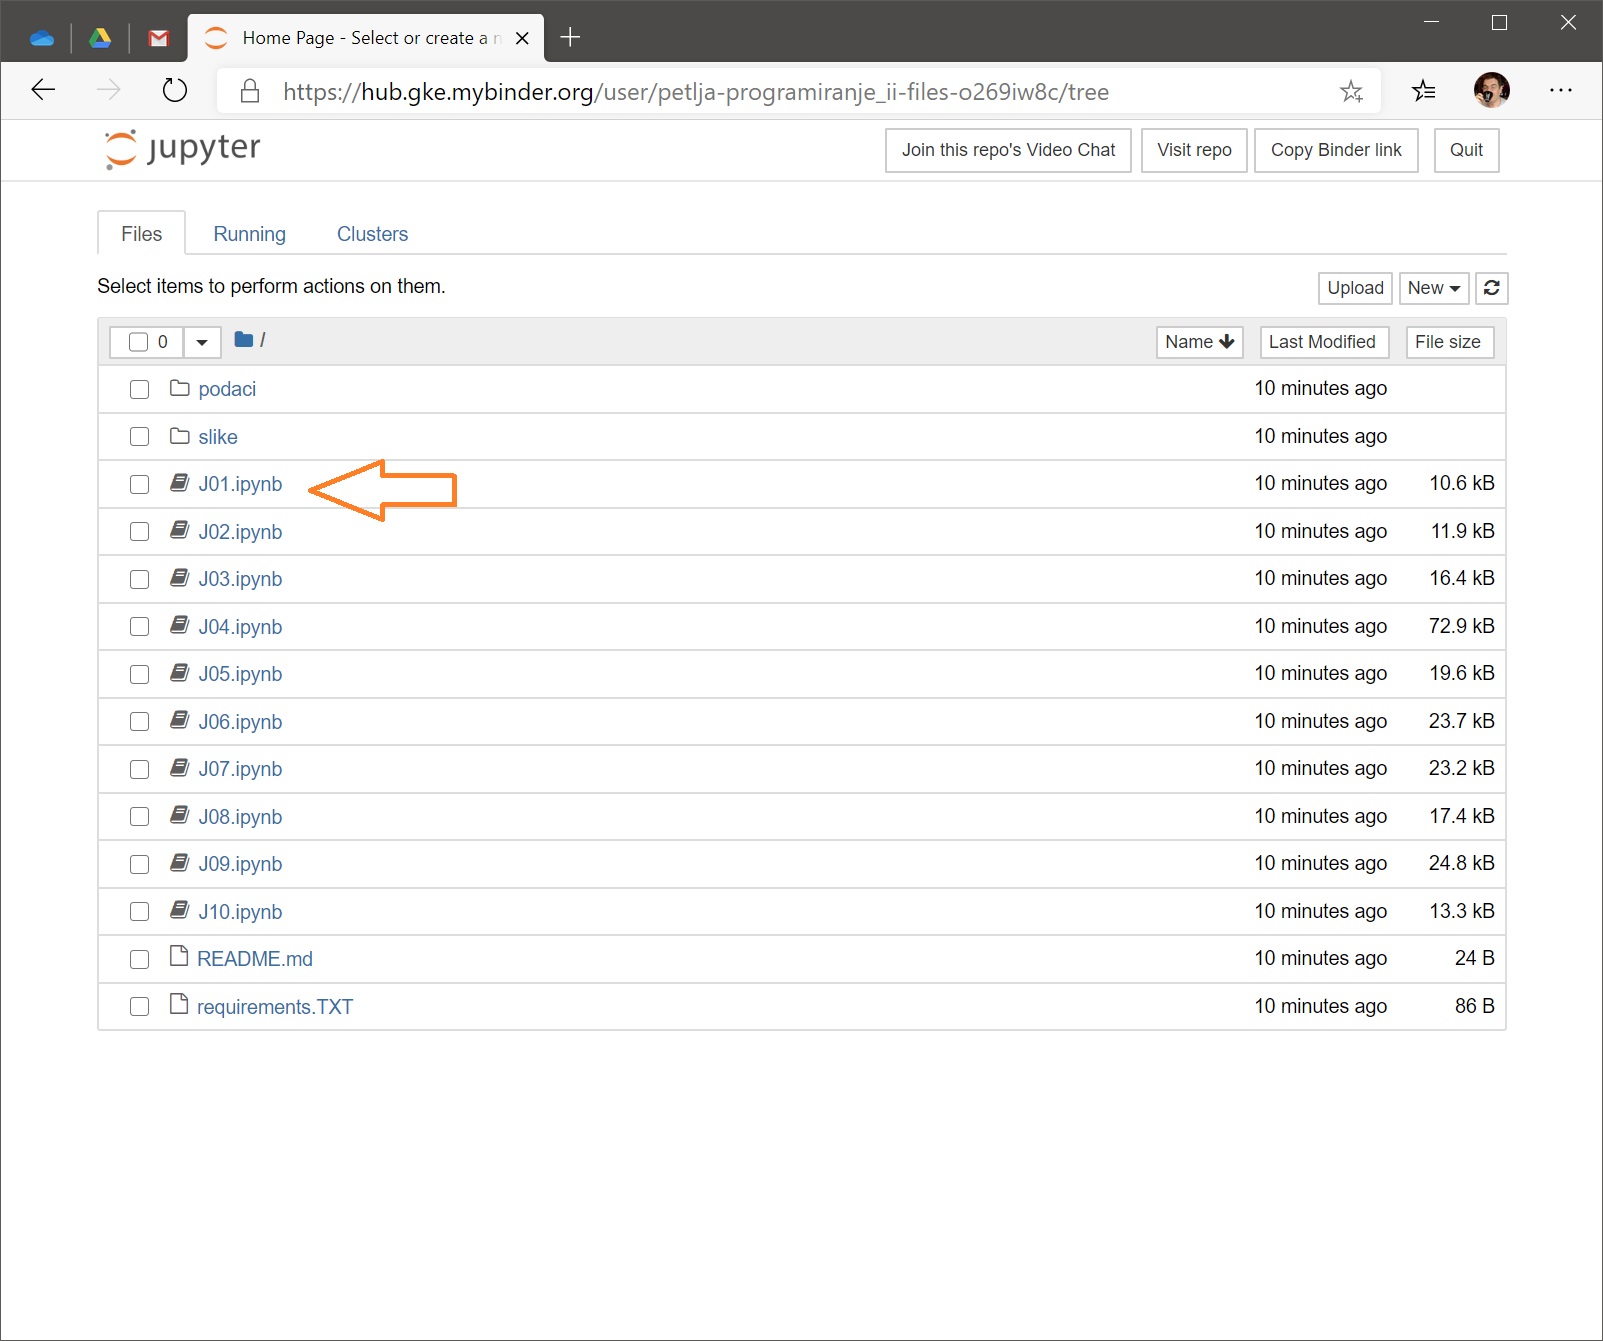 Home Page - Select or create a n
https://hub.gke.mybinder.org/user/petlja-programiranje_ii-files-o269iw8c/tree
jupyter
Join this repo's Video Chat Visit repo Copy Binder link Quit
Files Running Clusters
Select items to perform actions on them.
Upload New
0 / Name Last Modified File size
podaci 10 minutes ago
slike 10 minutes ago
J01.ipynb 10 minutes ago 10.6 kB
J02.ipynb 10 minutes ago 11.9 kB
J03.ipynb 10 minutes ago 16.4 kB
J04.ipynb 10 minutes ago 72.9 kB
J05.ipynb 10 minutes ago 19.6 kB
J06.ipynb 10 minutes ago 23.7 kB
J07.ipynb 10 minutes ago 23.2 kB
J08.ipynb 10 minutes ago 17.4 kB
J09.ipynb 10 minutes ago 24.8 kB
J10.ipynb 10 minutes ago 13.3 kB
README.md 10 minutes ago 24 B
requirements.TXT 10 minutes ago 86 B